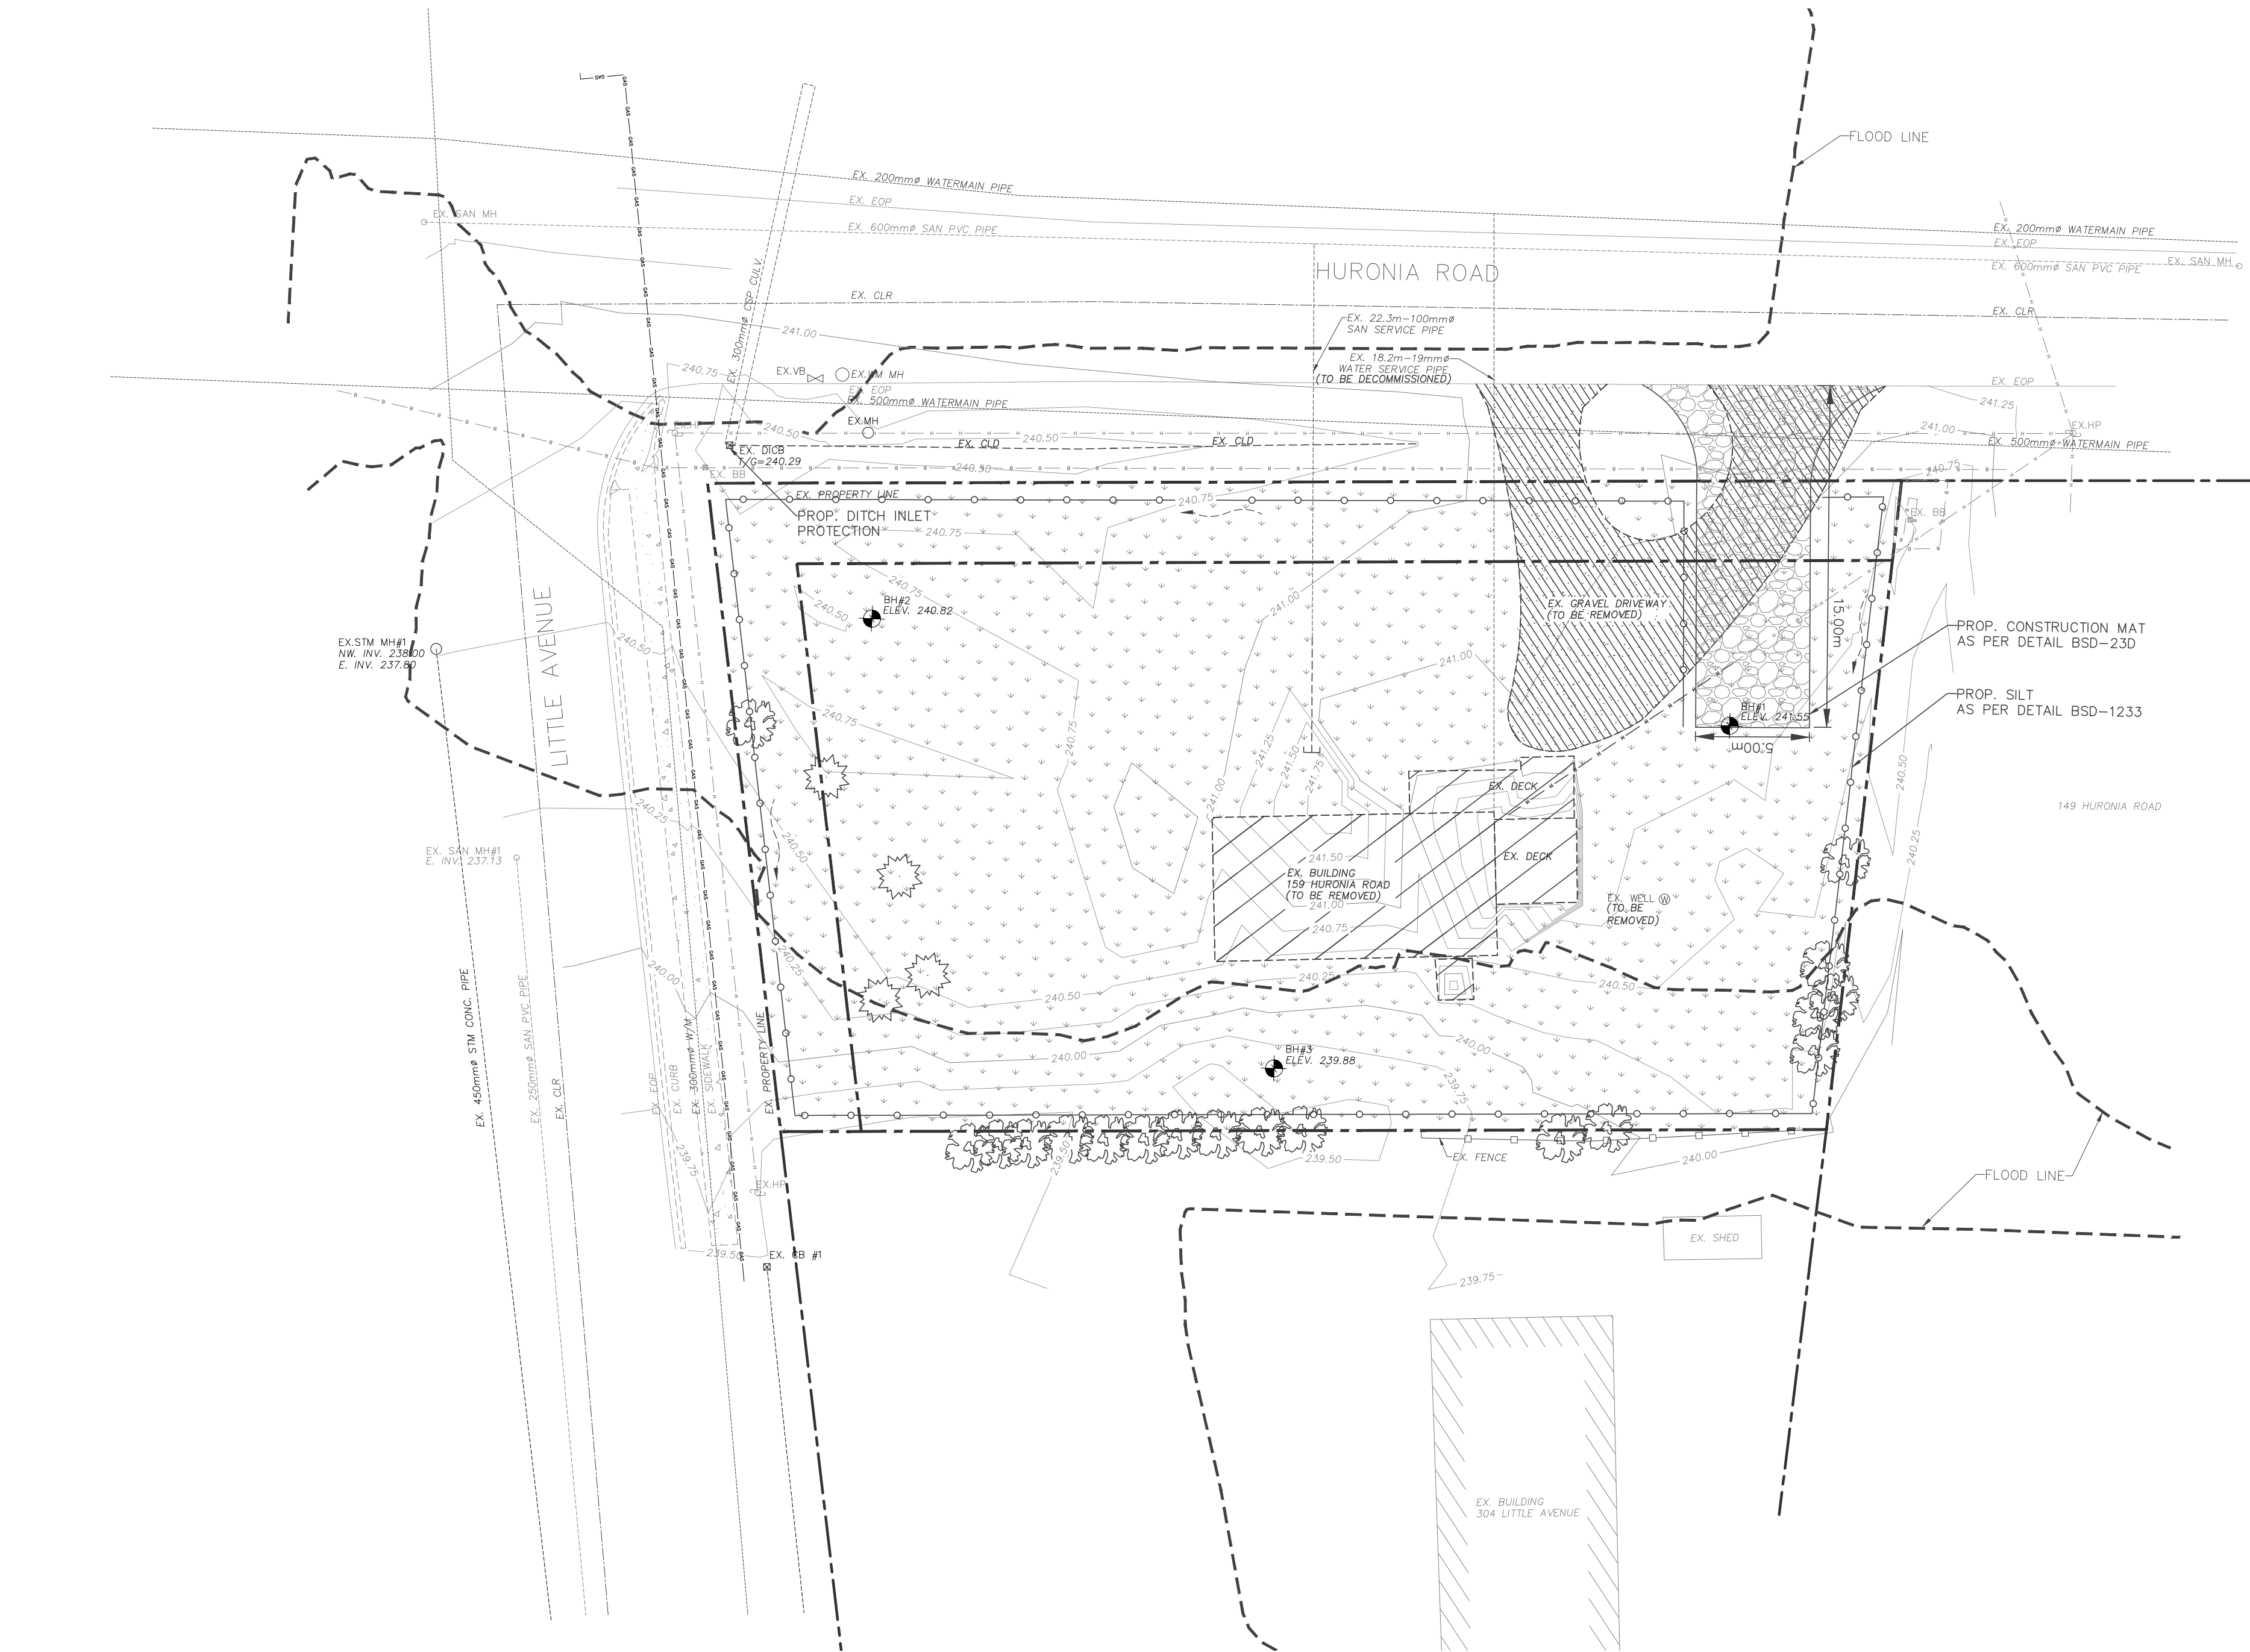 GAS
FLOOD LINE
EX. 200mmø WATERMAIN PIPE
EX. EOP
EX. SAN MH
EX. 600mmø SAN PVC PIPE
EX. 200mmø WATERMAIN PIPE
EX. EOP
EX. 600mmø SAN PVC PIPE
EX. SAN MH
HURONIA ROAD
EX. CLR
EX. CLR
EX. 300mmø CSP CULV.
241.00
EX. 22.3m-100mmø
SAN SERVICE PIPE
EX. 18.2m-19mmø
WATER SERVICE PIPE
(TO BE DECOMMISSIONED)
240.75
EX.VB
EX.WM MH
EX. EOP
EX. EOP
EX. 500mmø WATERMAIN PIPE
241.25
EX.MH
EX.HP
240.50
EX. CLD
240.50
EX. CLD
241.00
EX.HP
EX. 500mmø WATERMAIN PIPE
EX. DICB
T/G=240.29
240.50
EX. BB
240.75
EX. PROPERTY LINE
240.75
PROP. DITCH INLET
PROTECTION
240.75
EX. BB
240.75
240.50
BH#2
ELEV. 240.82
241.00
EX. GRAVEL DRIVEWAY
(TO BE REMOVED)
15.00m
PROP. CONSTRUCTION MAT
AS PER DETAIL BSD-23D
LITTLE AVENUE
EX.STM MH#1
NW. INV. 238.00
E. INV. 237.80
240.50
241.00
PROP. SILT
AS PER DETAIL BSD-1233
BH#1
ELEV. 241.55
5.00m
240.75
240.75
241.25
241.50
241.75
241.00
240.50
EX. DECK
149 HURONIA ROAD
240.25
240.50
240.25
EX. SAN MH#1
E. INV. 237.13
241.50
EX. DECK
EX. BUILDING
159 HURONIA ROAD
(TO BE REMOVED)
241.00
240.75
EX. WELL
W
(TO BE
REMOVED)
240.25
240.00
240.25
240.50
240.50
EX. 450mmø STM CONC. PIPE
EX. 250mmø SAN PVC PIPE
EX. CLR
EX. EOP
EX. CURB
EX. 300mmø W/M
EX. SIDEWALK
EX. PROPERTY LINE
240.00
240.00
BH#3
ELEV. 239.88
239.75
239.75
239.50
239.50
EX. FENCE
240.00
FLOOD LINE
EX.HP
239.50
EX. CB #1
EX. SHED
239.75
EX. BUILDING
304 LITTLE AVENUE